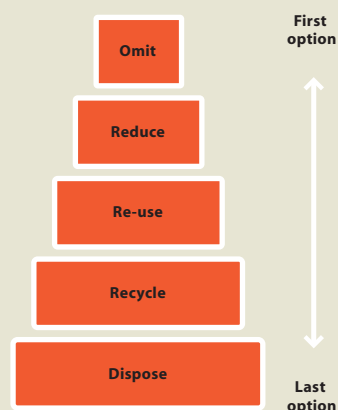 First
option
Omit
Reduce
Re-use
Recycle
Dispose
Last
option